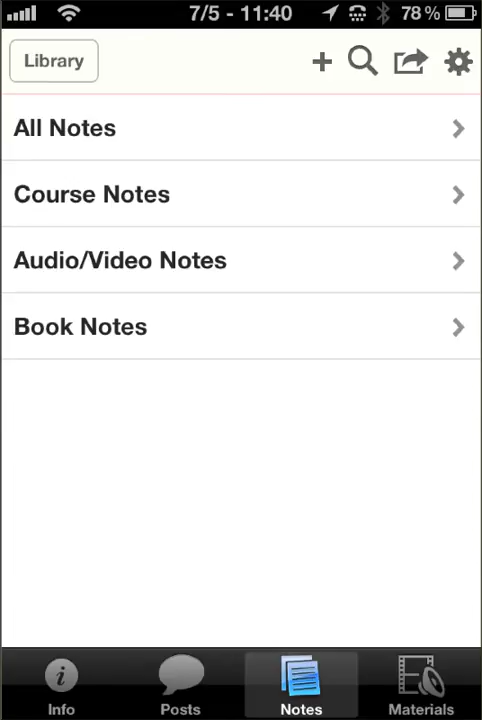 7/5 - 11:40 78 %
Library
All Notes
Course Notes
Audio/Video Notes
Book Notes
Info Posts Notes Materials